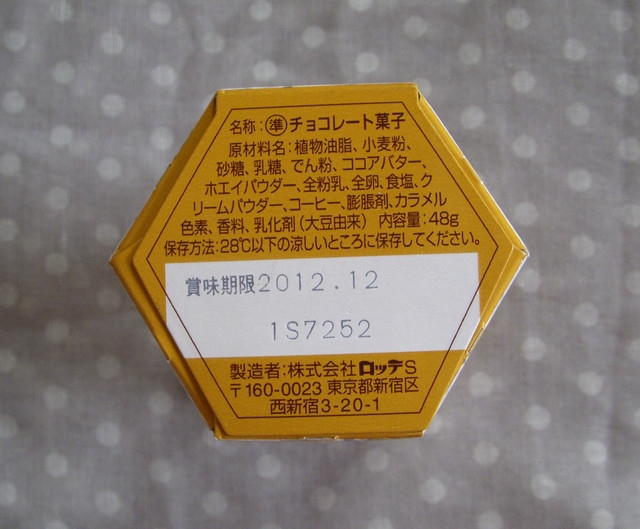 名称:㊜チョコレート菓子
原材料名:植物油脂、小麦粉、
砂糖、乳糖、でん粉、ココアバター、
ホエイパウダー、全粉乳、全卵、食塩、ク
リームパウダー、コーヒー、膨脹剤、カラメル
色素、香料、乳化剤(大豆由来) 内容量:48g
保存方法:28℃以下の涼しいところに保存してください。
賞味期限2012.12
1S7252
製造者:株式会社ロッテS
〒160-0023 東京都新宿区
西新宿3-20-1